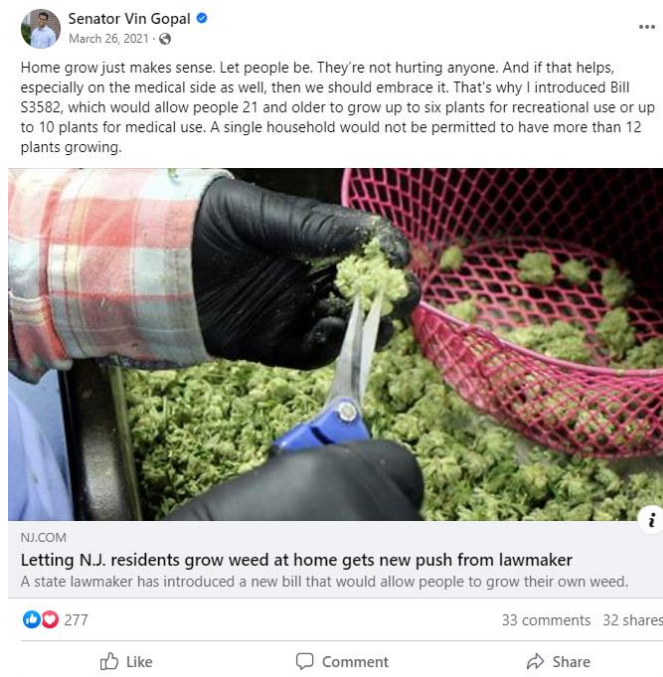 Senator Vin Gopal
March 26, 2021 ·
Home grow just makes sense. Let people be. They're not hurting anyone. And if that helps,
especially on the medical side as well, then we should embrace it. That's why I introduced Bill
S3582, which would allow people 21 and older to grow up to six plants for recreational use or up
to 10 plants for medical use. A single household would not be permitted to have more than 12
plants growing.
i
NJ.COM
Letting N.J. residents grow weed at home gets new push from lawmaker
A state lawmaker has introduced a new bill that would allow people to grow their own weed.
277 33 comments 32 shares
Like Comment Share